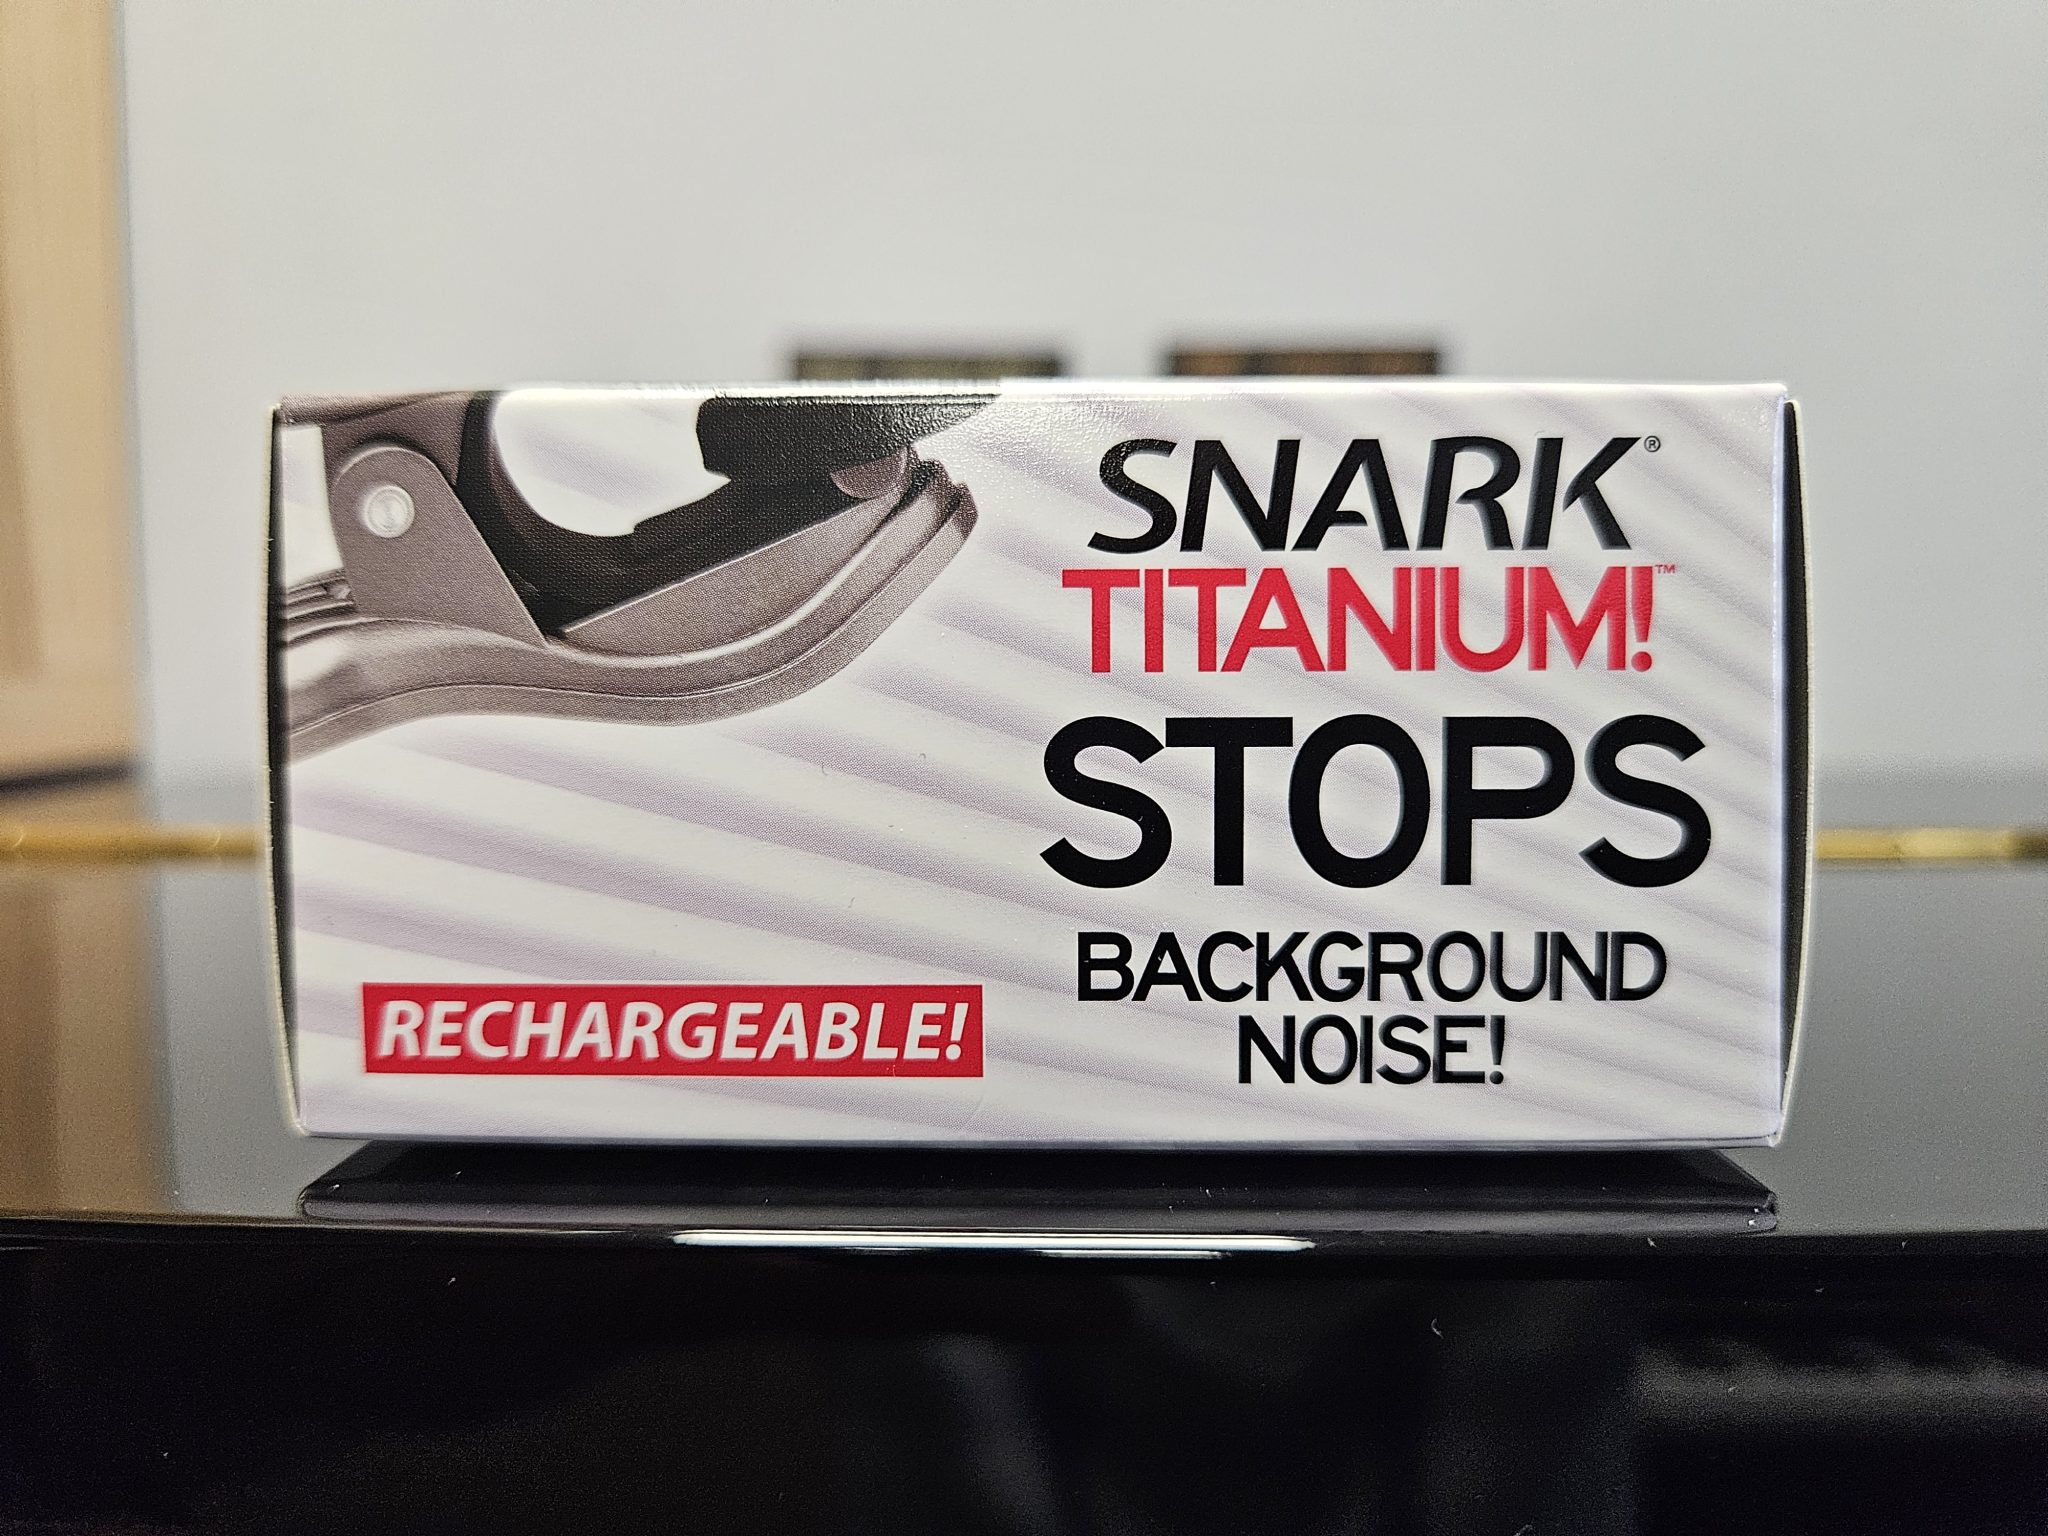 SNARK®
TITANIUM!™
STOPS
BACKGROUND
NOISE!
RECHARGEABLE!